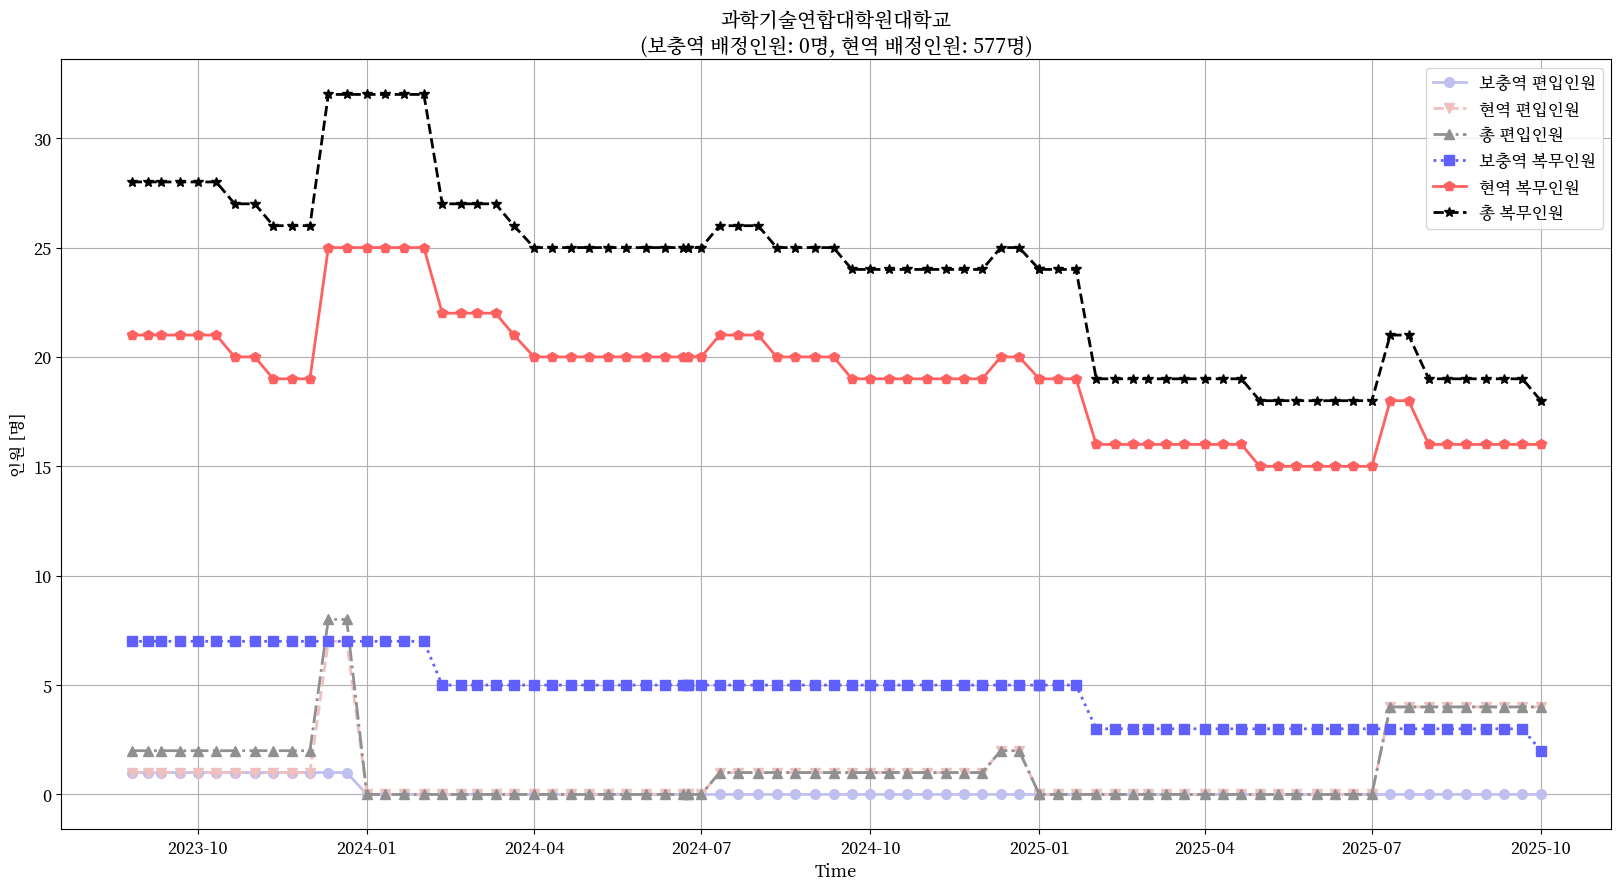 과학기술연합대학원대학교
(보충역 배정인원: 0명, 현역 배정인원: 577명)
보충역 편입인원
현역 편입인원
총 편입인원
보충역 복무인원
현역 복무인원
총 복무인원
인원 [명]
30
25
20
15
10
5
0
2023-10
2024-01
2024-04
2024-07
2024-10
2025-01
2025-04
2025-07
2025-10
Time